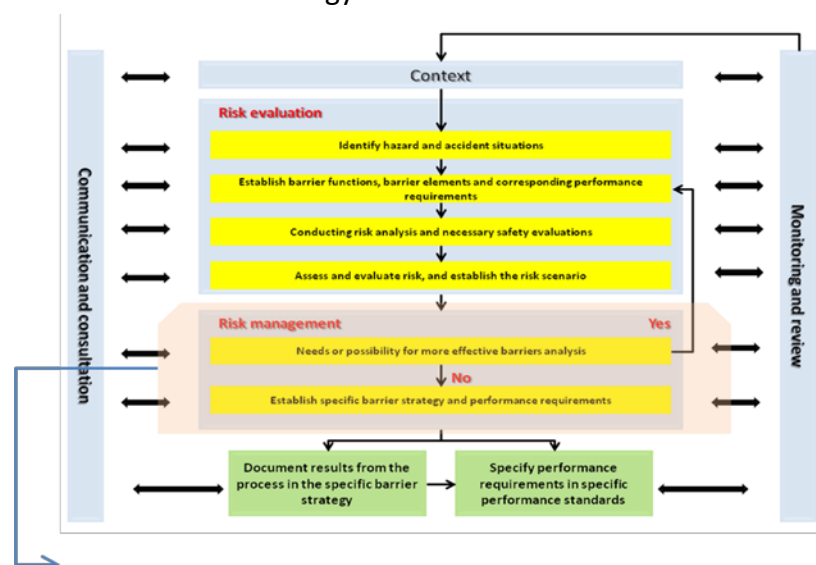 Context
Risk evaluation
Identify hazard and accident situations
Establish barrier functions, barrier elements and corresponding performance
requirements
Conducting risk analysis and necessary safety evaluations
Assess and evaluate risk, and establish the risk scenario
Risk management
Yes
Needs or possibility for more effective barriers analysis
No
Establish specific barrier strategy and performance requirements
Document results from the
process in the specific barrier
strategy
Specify performance
requirements in specific
performance standards
Communication and consultation
Monitoring and review